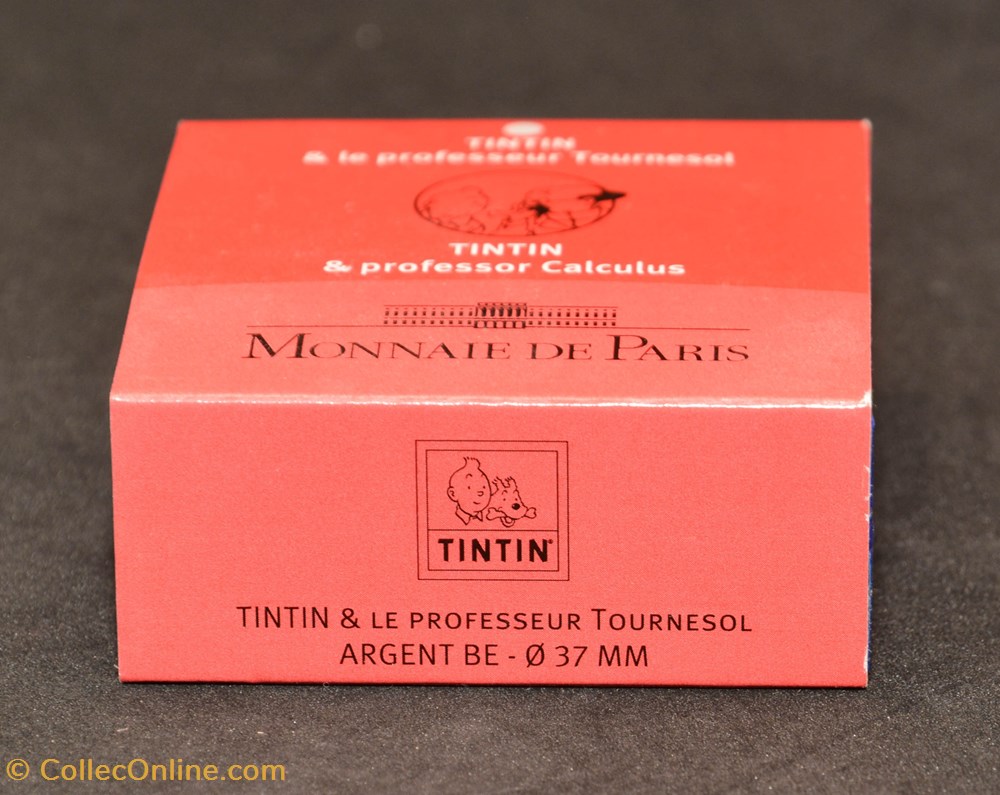 TINTIN
& le professeur Tournesol
TINTIN
& professor Calculus
MONNAIE DE PARIS
TINTIN®
TINTIN & LE PROFESSEUR TOURNESOL
ARGENT BE - Ø 37 MM
© CollecOnline.com